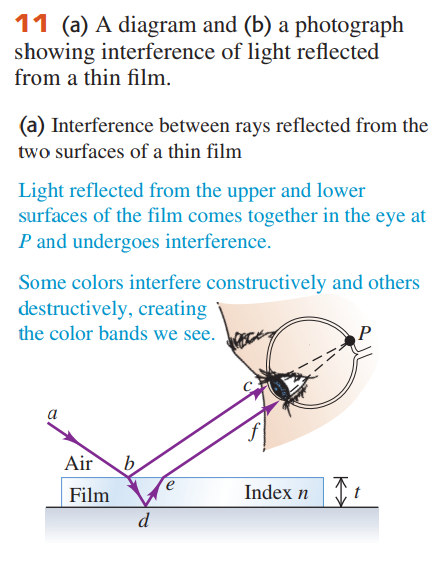 11 (a) A diagram and (b) a photograph
showing interference of light reflected
from a thin film.
(a) Interference between rays reflected from the
two surfaces of a thin film
Light reflected from the upper and lower
surfaces of the film comes together in the eye at
P and undergoes interference.
Some colors interfere constructively and others
destructively, creating
the color bands we see.
P
c
a
f
Air b
e
Film Index n t
d